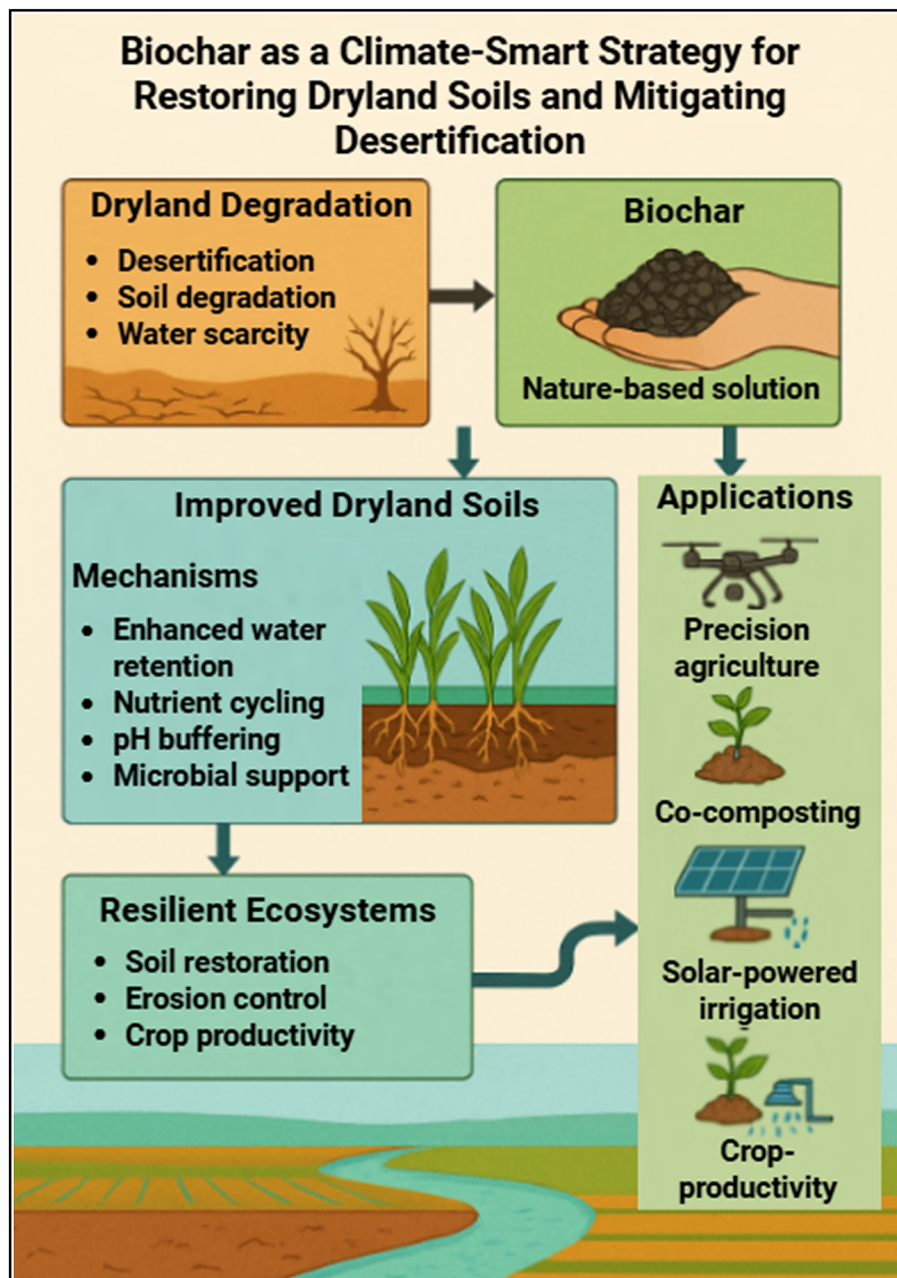 Biochar as a Climate-Smart Strategy for
Restoring Dryland Soils and Mitigating
Desertification
Dryland Degradation
• Desertification
• Soil degradation
• Water scarcity
Biochar
Nature-based solution
Improved Dryland Soils
Mechanisms
• Enhanced water
retention
• Nutrient cycling
• pH buffering
• Microbial support
Resilient Ecosystems
• Soil restoration
• Erosion control
• Crop productivity
Applications
Precision
agriculture
Co-composting
Solar-powered
irrigation
Crop-
productivity